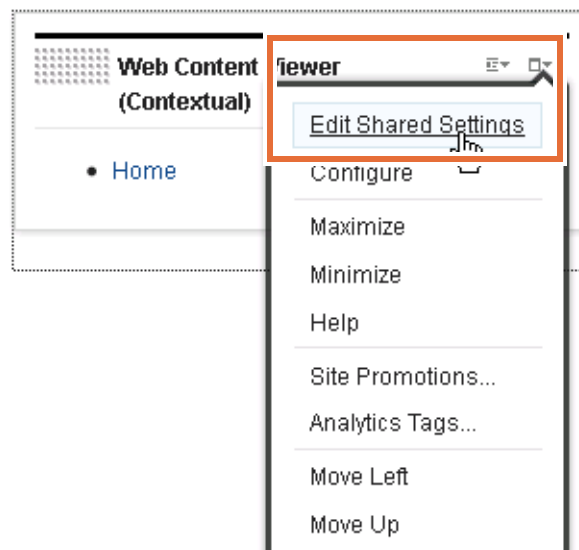 Web Content Viewer
(Contextual)
Edit Shared Settings
Home
Configure
Maximize
Minimize
Help
Site Promotions...
Analytics Tags...
Move Left
Move Up